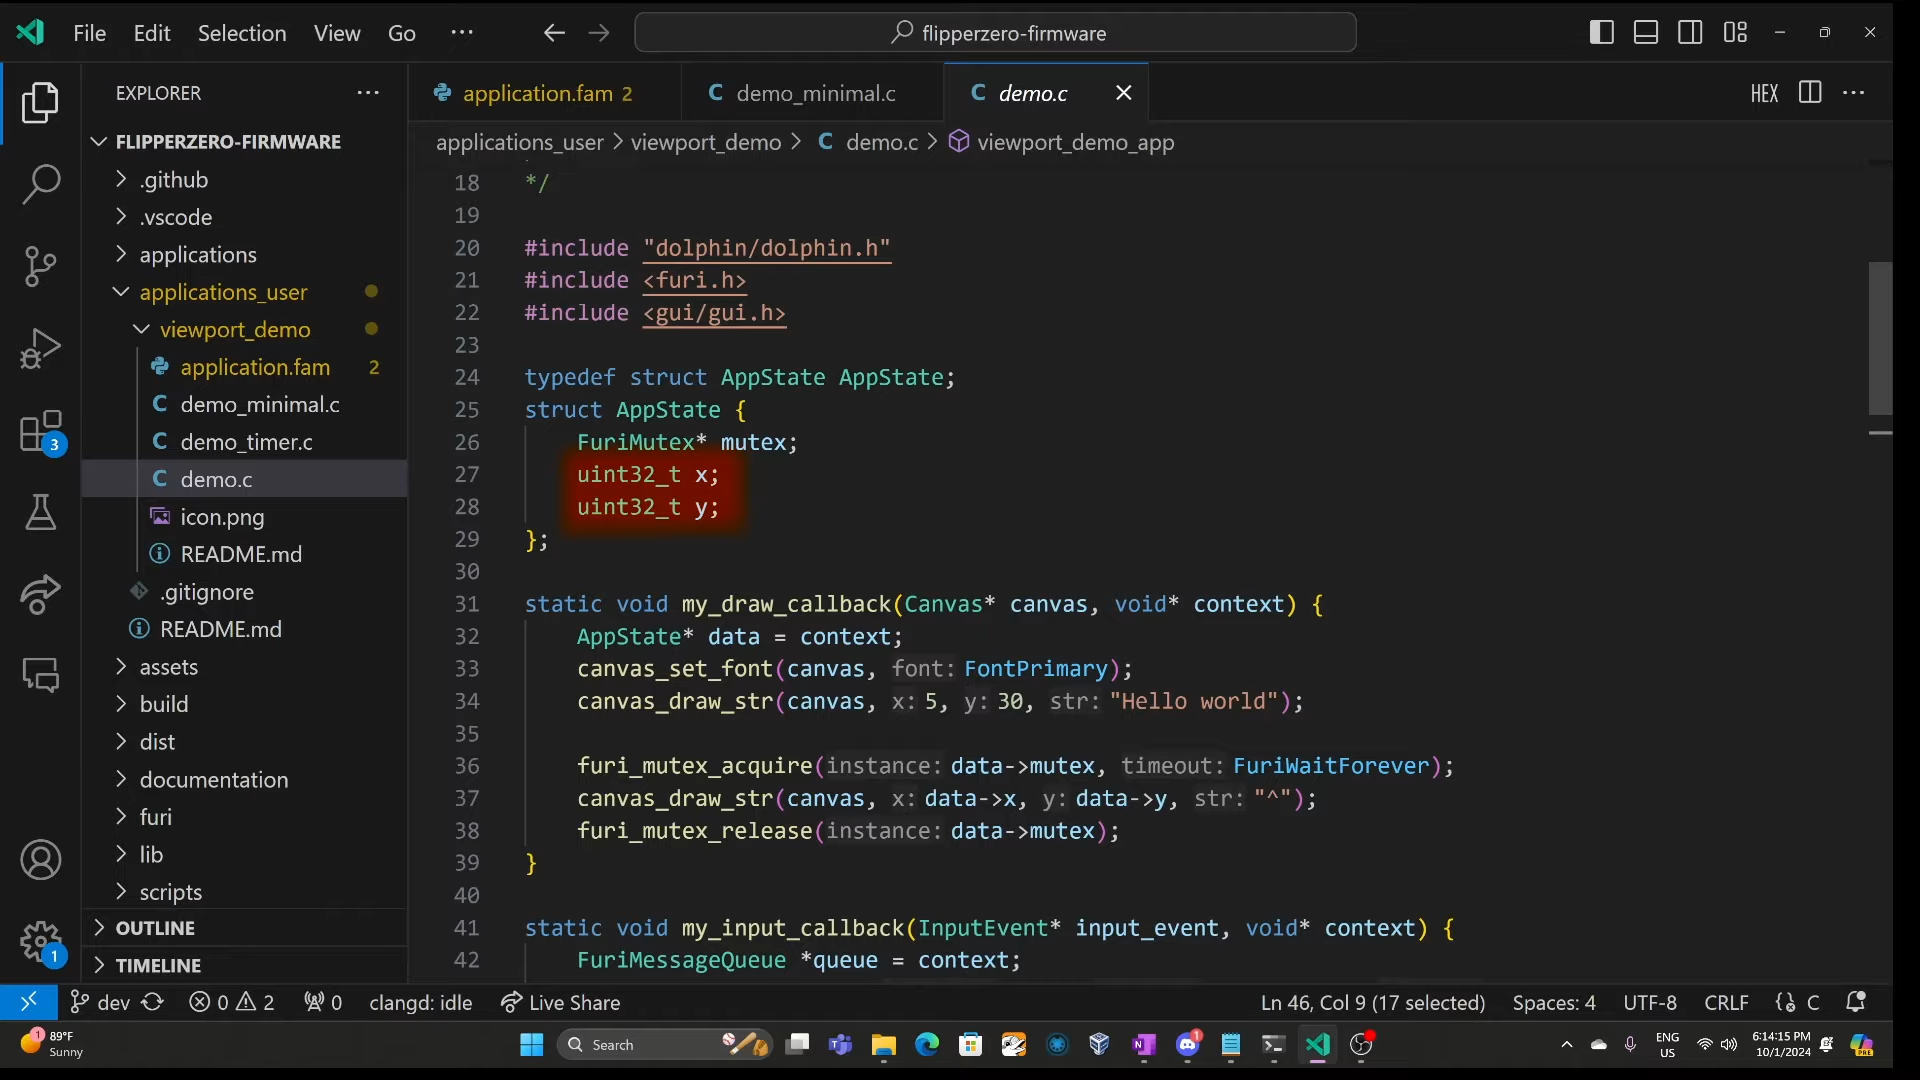 File Edit Selection View Go ··· flipperzero-firmware
EXPLORER ···
FLIPPERZERO-FIRMWARE
.github
.vscode
applications
applications_user
viewport_demo
application.fam 2
demo_minimal.c
demo_timer.c
demo.c
icon.png
README.md
.gitignore
README.md
assets
build
dist
documentation
furi
lib
scripts
OUTLINE
TIMELINE
3
1
application.fam 2 demo_minimal.c demo.c HEX ···
applications_user > viewport_demo > C demo.c > viewport_demo_app
18 */
19
20 #include "dolphin/dolphin.h"
21 #include <furi.h>
22 #include <gui/gui.h>
23
24 typedef struct AppState AppState;
25 struct AppState {
26 FuriMutex* mutex;
27 uint32_t x;
28 uint32_t y;
29 };
30
31 static void my_draw_callback(Canvas* canvas, void* context) {
32 AppState* data = context;
33 canvas_set_font(canvas, font: FontPrimary);
34 canvas_draw_str(canvas, x: 5, y: 30, str: "Hello world");
35
36 furi_mutex_acquire(instance: data->mutex, timeout: FuriWaitForever);
37 canvas_draw_str(canvas, x: data->x, y: data->y, str: "^");
38 furi_mutex_release(instance: data->mutex);
39 }
40
41 static void my_input_callback(InputEvent* input_event, void* context) {
42 FuriMessageQueue *queue = context;
dev 0 2 0 clangd: idle Live Share Ln 46, Col 9 (17 selected) Spaces: 4 UTF-8 CRLF C
1 89°F
Sunny
Search
1
ENG
US
6:14:15 PM
10/1/2024
PRE